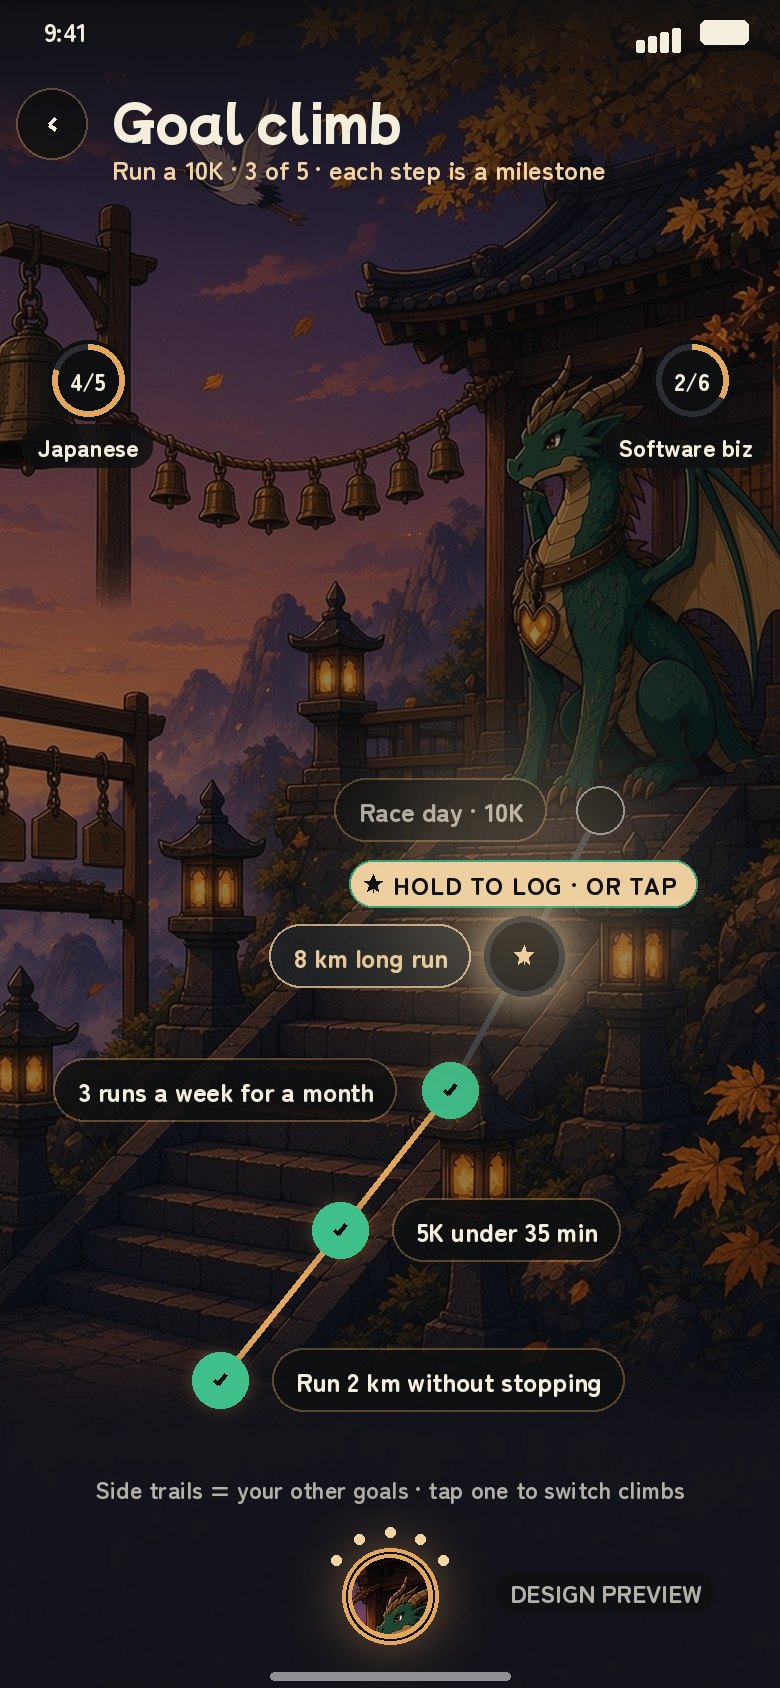 9:41
Goal climb
Run a 10K · 3 of 5 · each step is a milestone
4/5
2/6
Japanese
Software biz
Race day · 10K
HOLD TO LOG · OR TAP
8 km long run
3 runs a week for a month
5K under 35 min
Run 2 km without stopping
Side trails = your other goals · tap one to switch climbs
DESIGN PREVIEW